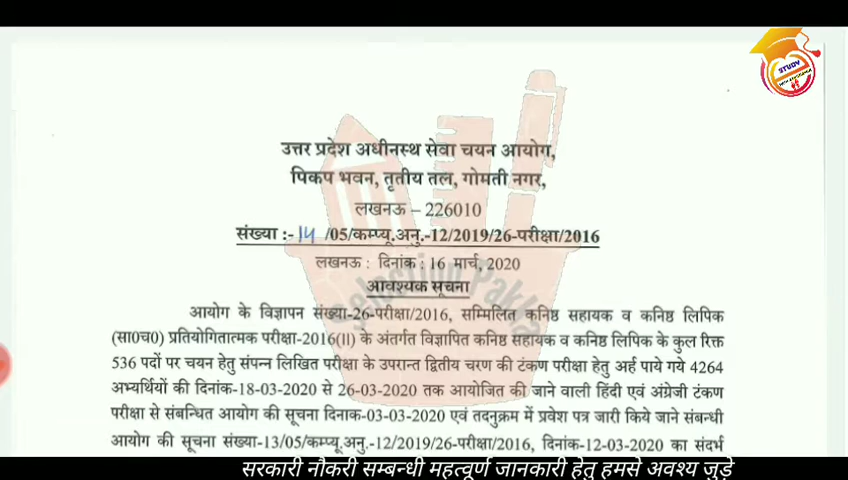 STUDY
उत्तर प्रदेश अधीनस्थ सेवा चयन आयोग,
पिकप भवन, तृतीय तल, गोमती नगर,
लखनऊ – 226010
संख्या :- 14 /05/कम्प्यू.अनु.-12/2019/26-परीक्षा/2016
लखनऊ : दिनांक : 16 मार्च, 2020
आवश्यक सूचना
Selection Pakka
आयोग के विज्ञापन संख्या-26-परीक्षा/2016, सम्मिलित कनिष्ठ सहायक व कनिष्ठ लिपिक
(सा0च0) प्रतियोगितात्मक परीक्षा-2016(II) के अंतर्गत विज्ञापित कनिष्ठ सहायक व कनिष्ठ लिपिक के कुल रिक्त
536 पदों पर चयन हेतु संपन्न लिखित परीक्षा के उपरान्त द्वितीय चरण की टंकण परीक्षा हेतु अर्ह पाये गये 4264
अभ्यर्थियों की दिनांक-18-03-2020 से 26-03-2020 तक आयोजित की जाने वाली हिंदी एवं अंग्रेजी टंकण
परीक्षा से संबन्धित आयोग की सूचना दिनाक-03-03-2020 एवं तदनुक्रम में प्रवेश पत्र जारी किये जाने संबन्धी
आयोग की सूचना संख्या-13/05/कम्प्यू.अनु.-12/2019/26-परीक्षा/2016, दिनांक-12-03-2020 का संदर्भ
सरकारी नौकरी सम्बन्धी महत्वूर्ण जानकारी हेतु हमसे अवश्य जुड़े